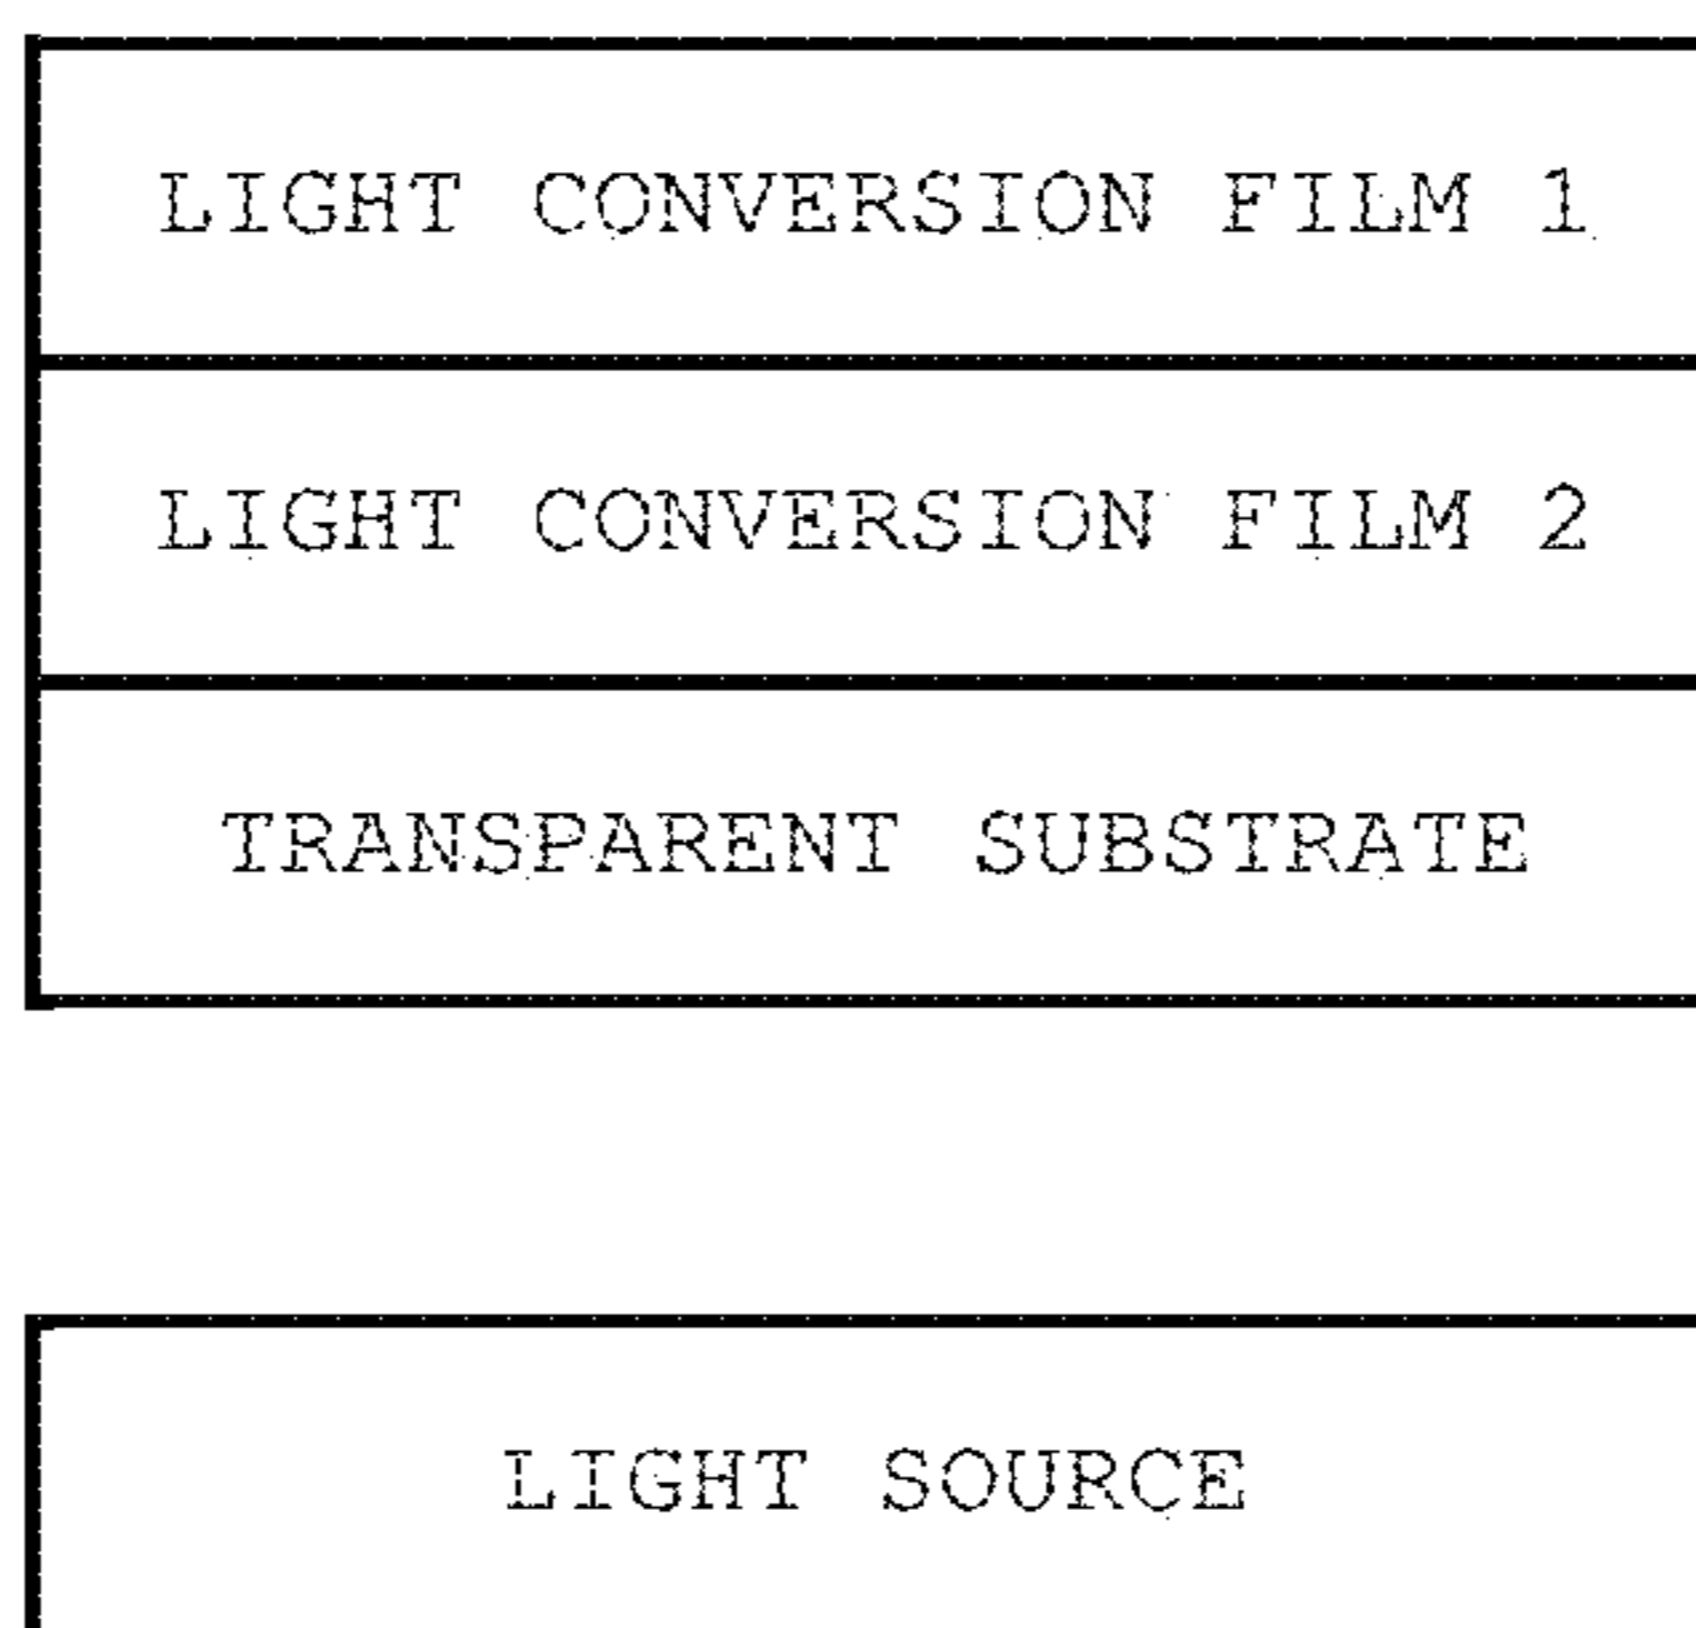 LIGHT CONVERSION FILM 1
LIGHT CONVERSION FILM 2
TRANSPARENT SUBSTRATE
LIGHT SOURCE